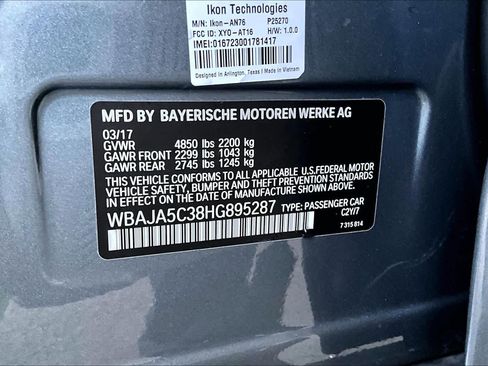 Ikon Technologies
M/N: Ikon-AN76 P25270
FCC ID: XYO-AT16 H/W: 1.0.0
IMEI:016723001781417
Designed in Arlington, Texas | Made in Vietnam
MFD BY BAYERISCHE MOTOREN WERKE AG
03/17
GVWR 4850 lbs 2200 kg
GAWR FRONT 2299 lbs 1043 kg
GAWR REAR 2745 lbs 1245 kg
THIS VEHICLE CONFORMS TO ALL APPLICABLE U.S.FEDERAL MOTOR
VEHICLE SAFETY, BUMPER, AND THEFT PREVENTION STANDARDS IN
EFFECT ON THE DATE OF MANUFACTURE SHOWN ABOVE.
WBAJA5C38HG895287 TYPE: PASSENGER CAR
C2Y/7
7 315 814